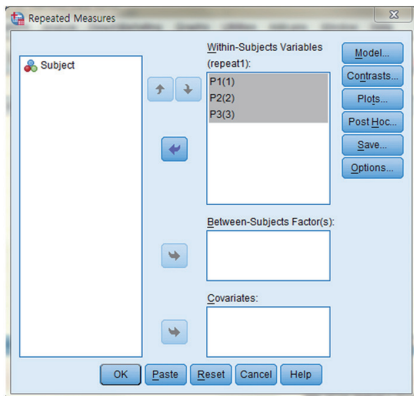 Repeated Measures
Subject
Within-Subjects Variables
(repeat1):
P1(1)
P2(2)
P3(3)
Model...
Contrasts...
Plots...
Post Hoc...
Save...
Options...
Between-Subjects Factor(s):
Covariates:
OK Paste Reset Cancel Help